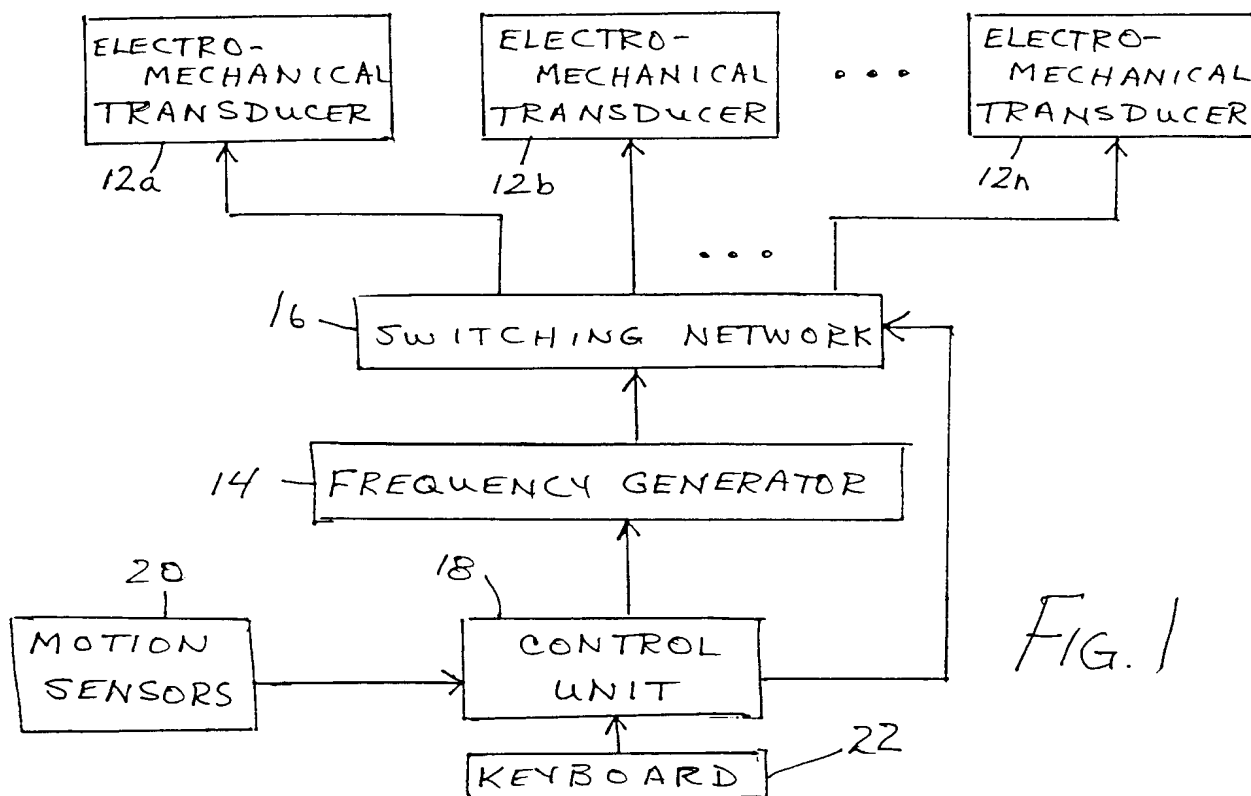 ELECTRO-
MECHANICAL
TRANSDUCER
12a
ELECTRO-
MECHANICAL
TRANSDUCER
12b
ELECTRO-
MECHANICAL
TRANSDUCER
12n
16
SWITCHING NETWORK
14
FREQUENCY GENERATOR
20
MOTION
SENSORS
18
CONTROL
UNIT
22
KEYBOARD
FIG. 1